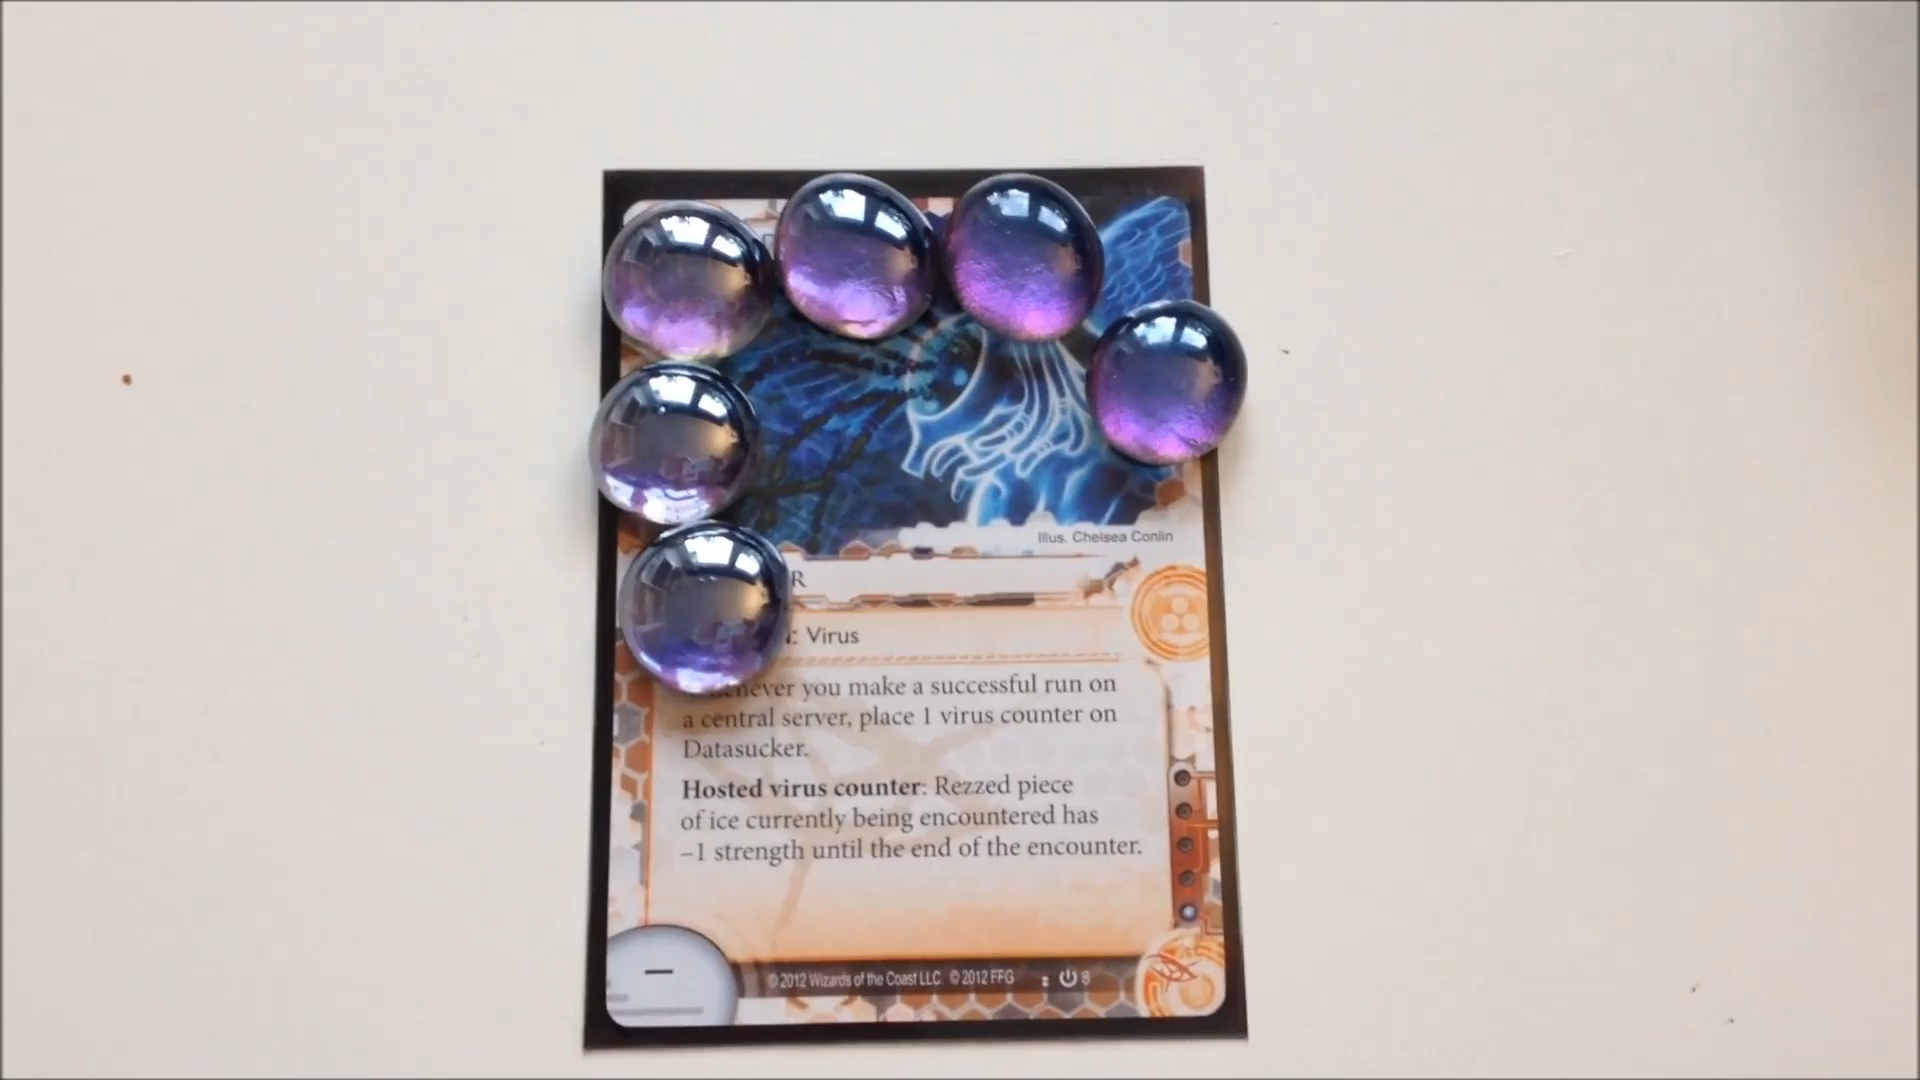 Illus. Chelsea Conlin
R
: Virus
never you make a successful run on
a central server, place 1 virus counter on
Datasucker.
Hosted virus counter: Rezzed piece
of ice currently being encountered has
–1 strength until the end of the encounter.
–
© 2012 Wizards of the Coast LLC. © 2012 FFG
8